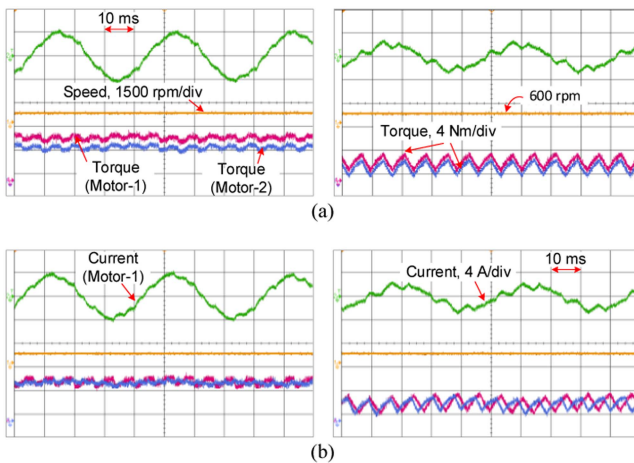 10 ms
Speed, 1500 rpm/div
Torque
(Motor-1)
Torque
(Motor-2)
600 rpm
Torque, 4 Nm/div
(a)
Current
(Motor-1)
10 ms
Current, 4 A/div
(b)